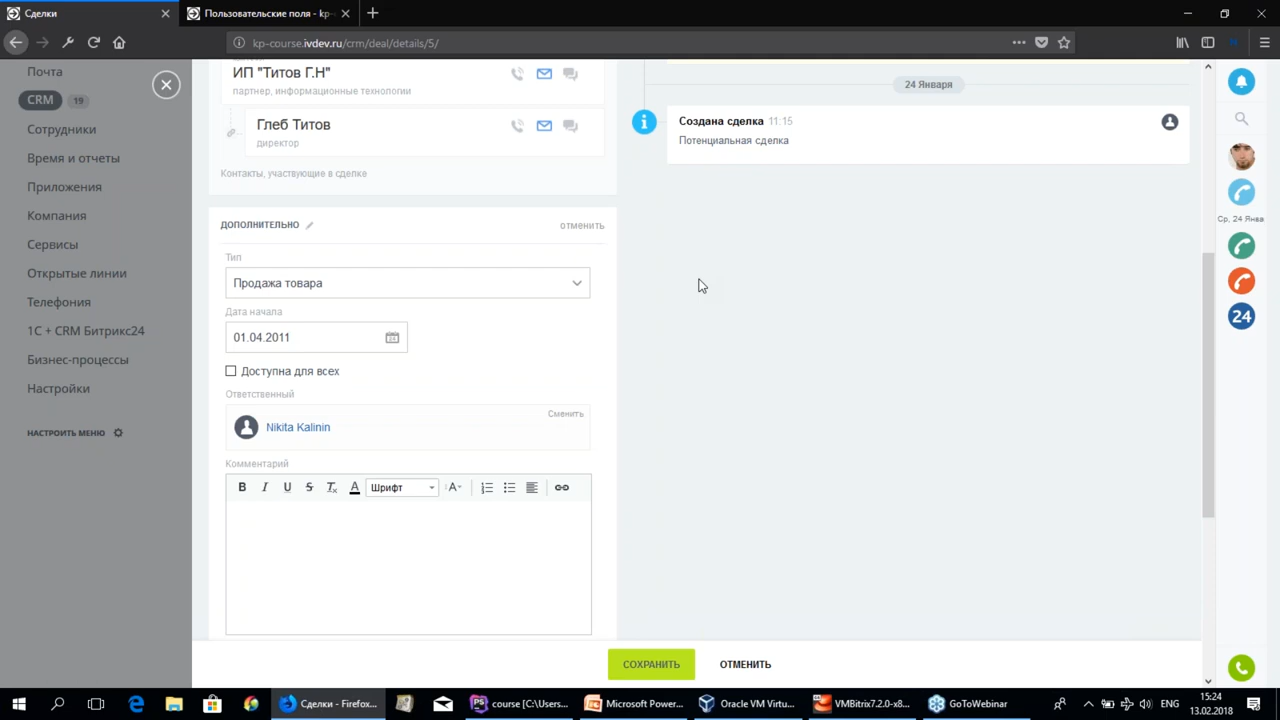 Сделки
Пользовательские поля - kp-
kp-course.ivdev.ru/crm/deal/details/5/
Почта
CRM 19
Сотрудники
Время и отчеты
Приложения
Компания
Сервисы
Открытые линии
Телефония
1С + CRM Битрикс24
Бизнес-процессы
Настройки
НАСТРОИТЬ МЕНЮ
ИП "Титов Г.Н"
партнер, информационные технологии
Глеб Титов
директор
Контакты, участвующие в сделке
ДОПОЛНИТЕЛЬНО
отменить
Тип
Продажа товара
Дата начала
01.04.2011
Доступна для всех
Ответственный
Сменить
Nikita Kalinin
Комментарий
B I U S Tx A Шрифт A
24 Января
Создана сделка 11:15
Потенциальная сделка
СОХРАНИТЬ
ОТМЕНИТЬ
Ср, 24 Янва
24
Сделки - Firefox...
course [C:\Users...
Microsoft Power...
Oracle VM Virtu...
VMBitrix7.2.0-x8...
GoToWebinar
ENG
15:24
13.02.2018